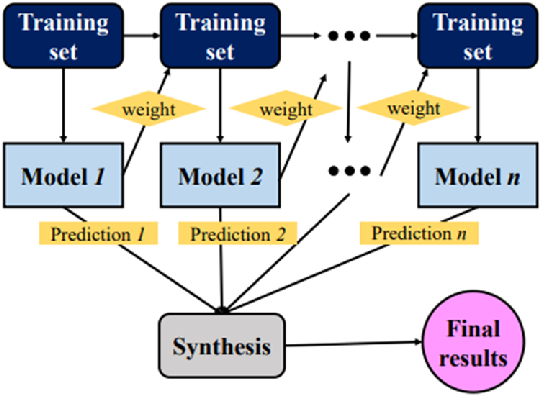 Training
set
Training
set
Training
set
weight
weight
weight
Model 1
Model 2
Model n
Prediction 1
Prediction 2
Prediction n
Synthesis
Final
results